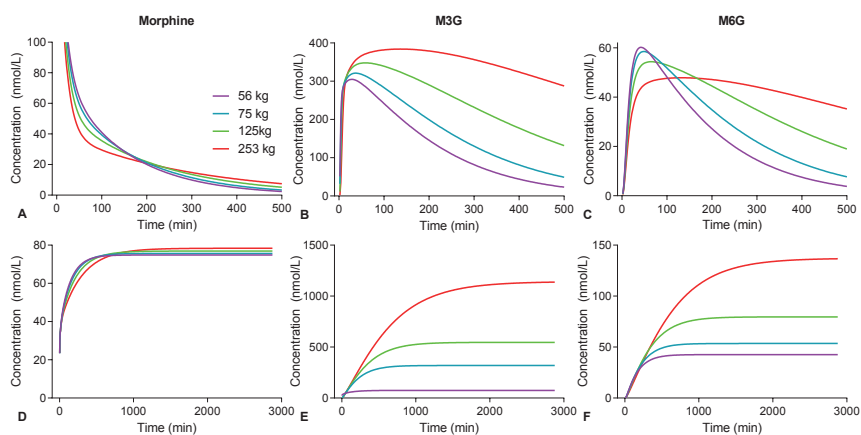 Morphine
M3G
M6G
Concentration (nmol/L)
100
80
60
40
20
0
56 kg
75 kg
125kg
253 kg
0 100 200 300 400 500
A
Time (min)
Concentration (nmol/L)
400
300
200
100
0
0 100 200 300 400 500
B
Time (min)
Concentration (nmol/L)
60
40
20
0
0 100 200 300 400 500
C
Time (min)
Concentration (nmol/L)
80
60
40
20
0
0 1000 2000 3000
D
Time (min)
Concentration (nmol/L)
1500
1000
500
0
0 1000 2000 3000
E
Time (min)
Concentration (nmol/L)
150
100
50
0
0 1000 2000 3000
F
Time (min)